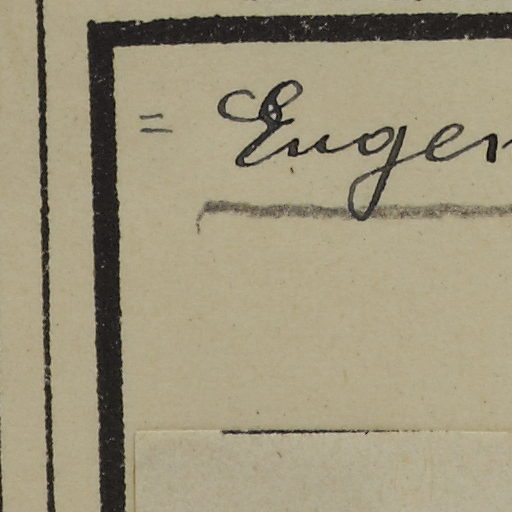 = Eugen